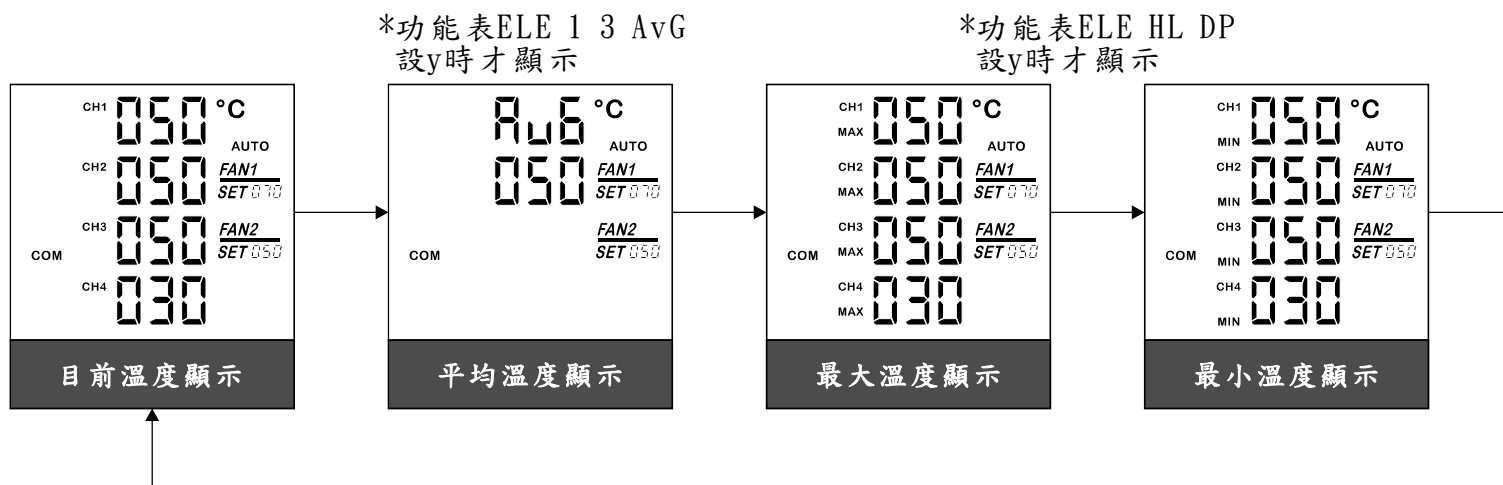 *功能表ELE 1 3 AvG
設y時才顯示
*功能表ELE HL DP
設y時才顯示
CH1 050 °C
AUTO
CH2 050 FAN1
SET 070
CH3 050 FAN2
COM SET 050
CH4 030
目前溫度顯示
AvG °C
AUTO
050 FAN1
SET 070
FAN2
COM SET 050
平均溫度顯示
CH1 050 °C
MAX AUTO
CH2 050 FAN1
MAX SET 070
CH3 050 FAN2
COM MAX SET 050
CH4 030
MAX
最大溫度顯示
CH1 050 °C
MIN AUTO
CH2 050 FAN1
MIN SET 070
CH3 050 FAN2
COM MIN SET 050
CH4 030
MIN
最小溫度顯示